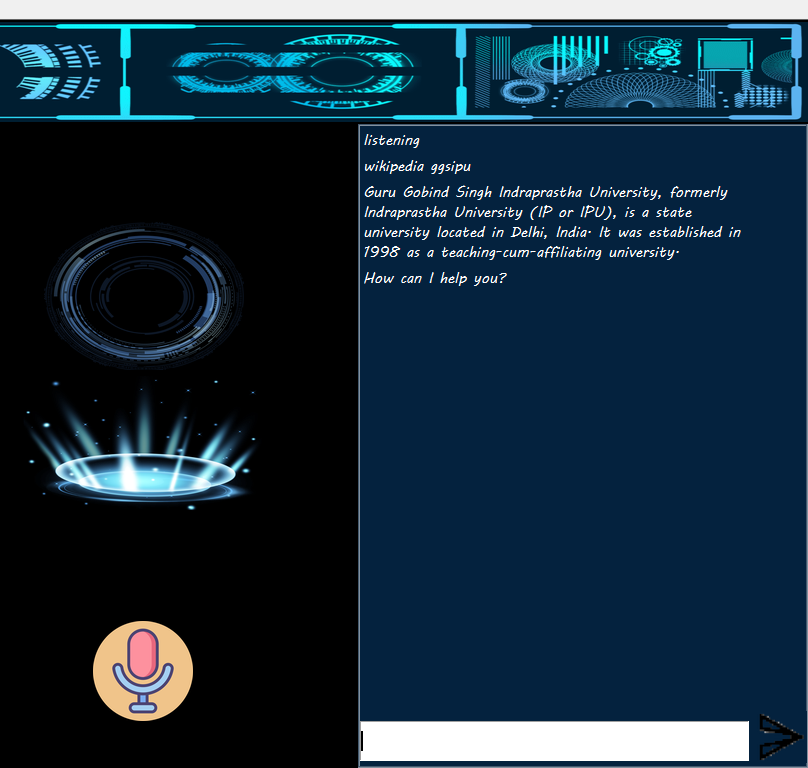 listening
wikipedia ggsipu
Guru Gobind Singh Indraprastha University, formerly
Indraprastha University (IP or IPU), is a state
university located in Delhi, India. It was established in
1998 as a teaching-cum-affiliating university.
How can I help you?